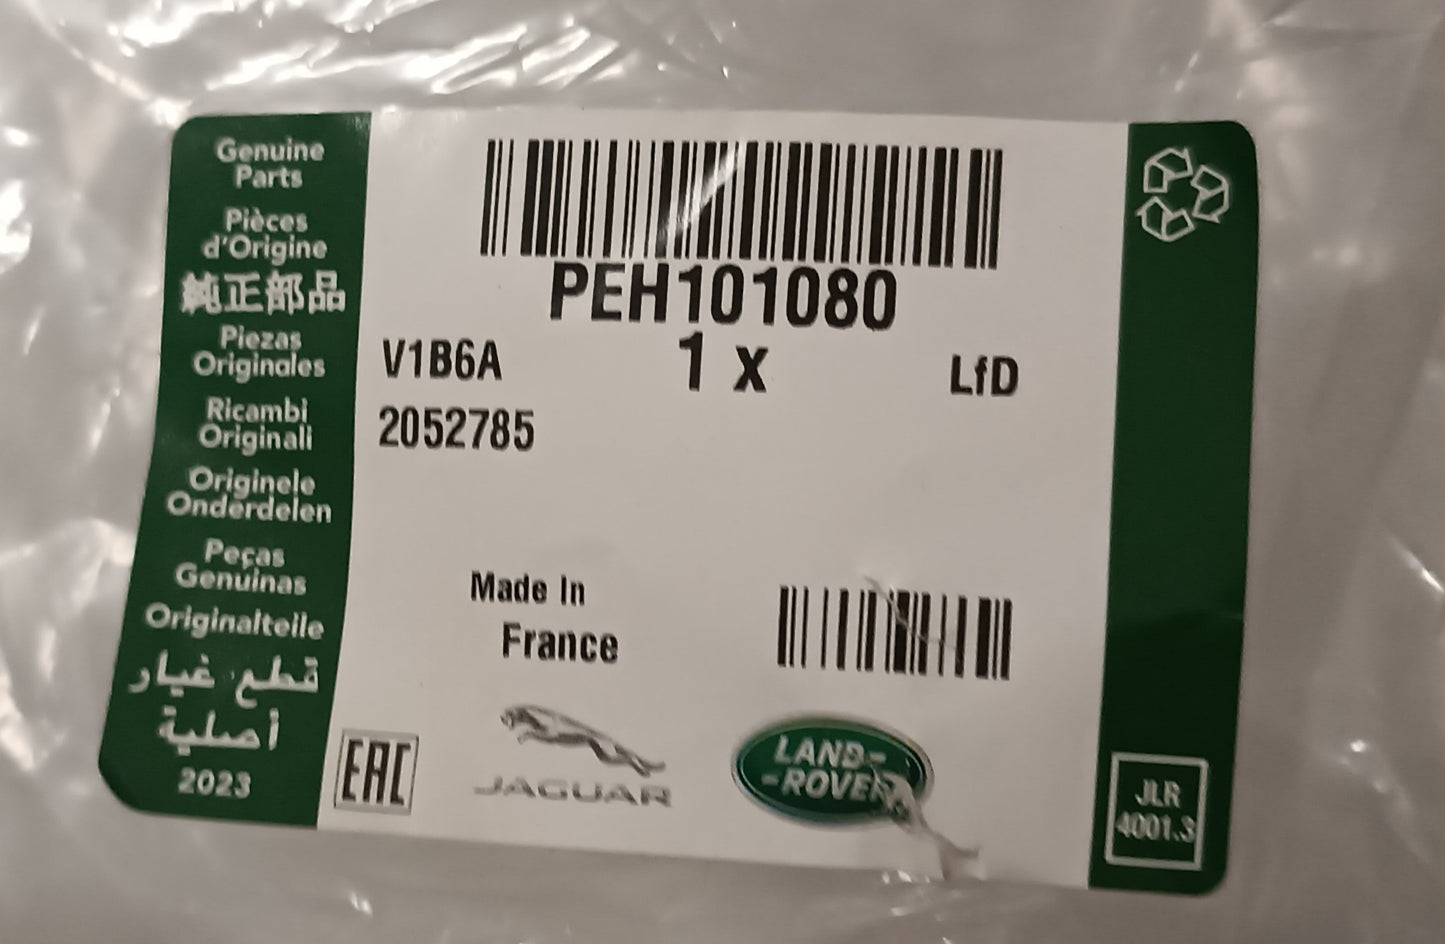 Genuine
Parts
Pièces
d'Origine
純正部品
Piezas
Originales
Ricambi
Originali
Originele
Onderdelen
Peças
Genuinas
Originalteile
قطع غيار
أصلية
2023
PEH101080
V1B6A
1 x
LfD
2052785
Made In
France
EAC
JAGUAR
LAND-
-ROVER
JLR
4001.3